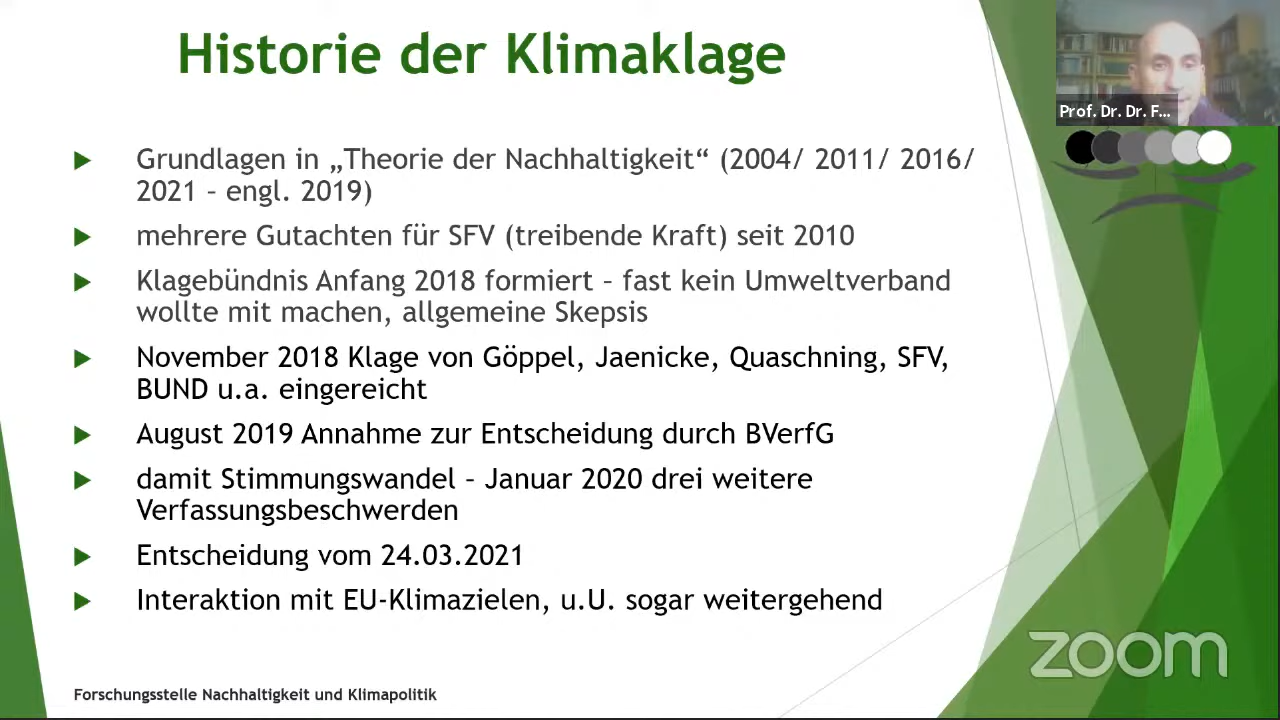 Historie der Klimaklage
Prof. Dr. Dr. F...
Grundlagen in „Theorie der Nachhaltigkeit“ (2004/ 2011/ 2016/
2021 – engl. 2019)
mehrere Gutachten für SFV (treibende Kraft) seit 2010
Klagebündnis Anfang 2018 formiert – fast kein Umweltverband
wollte mit machen, allgemeine Skepsis
November 2018 Klage von Göppel, Jaenicke, Quaschning, SFV,
BUND u.a. eingereicht
August 2019 Annahme zur Entscheidung durch BVerfG
damit Stimmungswandel – Januar 2020 drei weitere
Verfassungsbeschwerden
Entscheidung vom 24.03.2021
Interaktion mit EU-Klimazielen, u.U. sogar weitergehend
zoom
Forschungsstelle Nachhaltigkeit und Klimapolitik